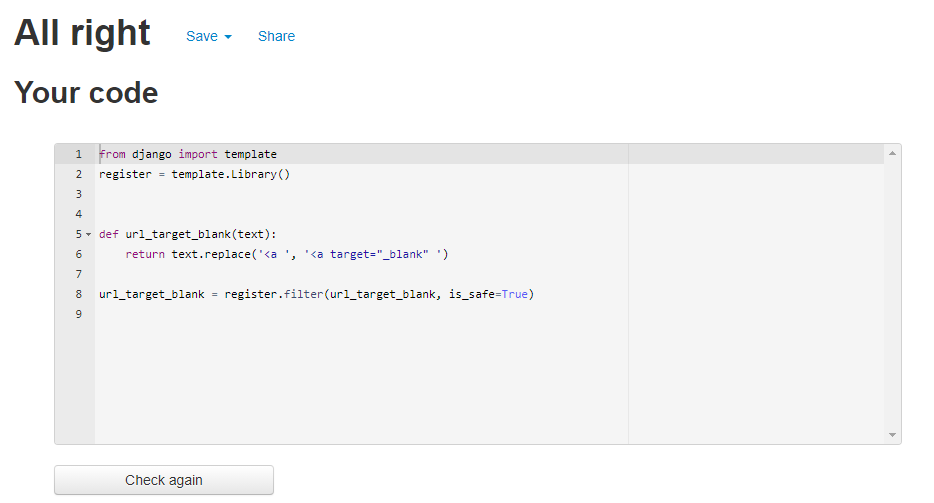 All right Save Share
Your code
1 from django import template
2 register = template.Library()
3
4
5 def url_target_blank(text):
6     return text.replace('<a ', '<a target="_blank" ')
7
8 url_target_blank = register.filter(url_target_blank, is_safe=True)
9
Check again